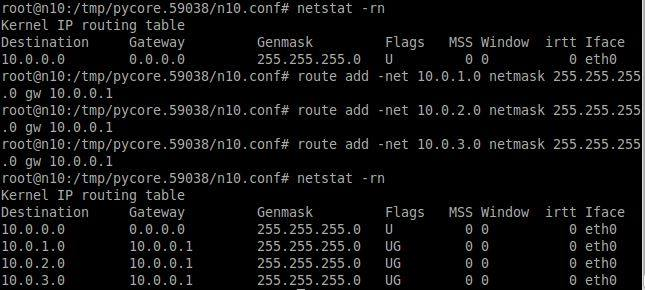 root@n10:/tmp/pycore.59038/n10.conf# netstat -rn
Kernel IP routing table
Destination     Gateway         Genmask         Flags   MSS Window  irtt Iface
10.0.0.0        0.0.0.0         255.255.255.0   U         0 0          0 eth0
root@n10:/tmp/pycore.59038/n10.conf# route add -net 10.0.1.0 netmask 255.255.255
.0 gw 10.0.0.1
root@n10:/tmp/pycore.59038/n10.conf# route add -net 10.0.2.0 netmask 255.255.255
.0 gw 10.0.0.1
root@n10:/tmp/pycore.59038/n10.conf# route add -net 10.0.3.0 netmask 255.255.255
.0 gw 10.0.0.1
root@n10:/tmp/pycore.59038/n10.conf# netstat -rn
Kernel IP routing table
Destination     Gateway         Genmask         Flags   MSS Window  irtt Iface
10.0.0.0        0.0.0.0         255.255.255.0   U         0 0          0 eth0
10.0.1.0        10.0.0.1        255.255.255.0   UG        0 0          0 eth0
10.0.2.0        10.0.0.1        255.255.255.0   UG        0 0          0 eth0
10.0.3.0        10.0.0.1        255.255.255.0   UG        0 0          0 eth0